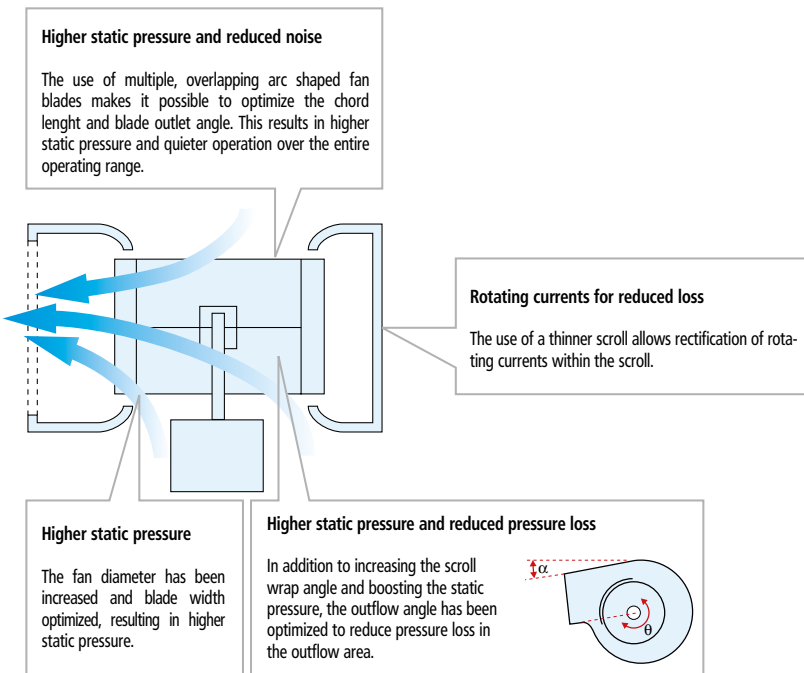 Higher static pressure and reduced noise
The use of multiple, overlapping arc shaped fan
blades makes it possible to optimize the chord
lenght and blade outlet angle. This results in higher
static pressure and quieter operation over the entire
operating range.
Rotating currents for reduced loss
The use of a thinner scroll allows rectification of rota-
ting currents within the scroll.
Higher static pressure
The fan diameter has been
increased and blade width
optimized, resulting in higher
static pressure.
Higher static pressure and reduced pressure loss
In addition to increasing the scroll
wrap angle and boosting the static
pressure, the outflow angle has been
optimized to reduce pressure loss in
the outflow area.
α
θ